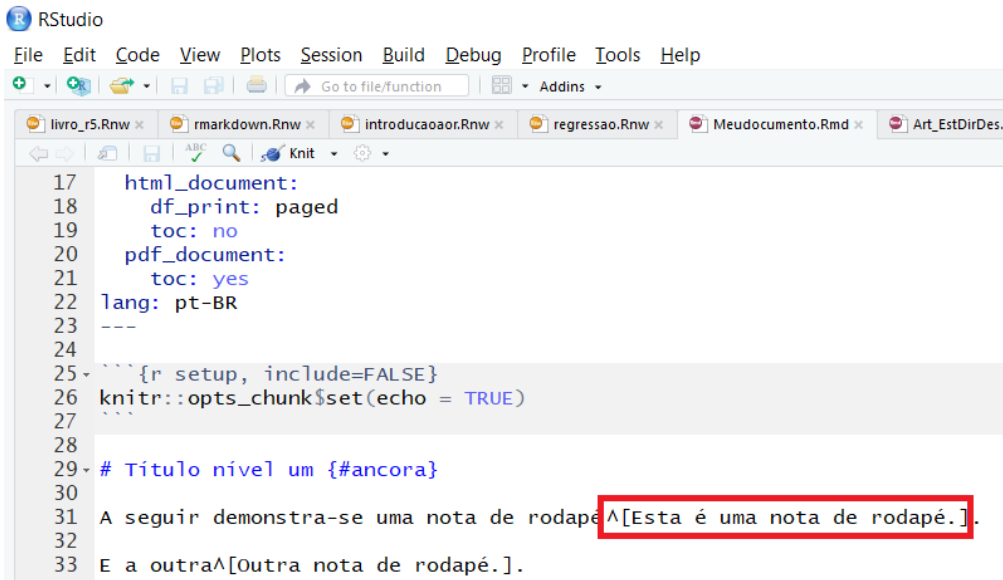 RStudio
File Edit Code View Plots Session Build Debug Profile Tools Help
Go to file/function Addins
livro_r5.Rnw rmarkdown.Rnw introducaoaor.Rnw regressao.Rnw Meudocumento.Rmd Art_EstDirDes.
ABC Knit
17 html_document:
18 df_print: paged
19 toc: no
20 pdf_document:
21 toc: yes
22 lang: pt-BR
23 ---
24
25 ```{r setup, include=FALSE}
26 knitr::opts_chunk$set(echo = TRUE)
27 ```
28
29 # Título nível um {#ancora}
30
31 A seguir demonstra-se uma nota de rodapé^[Esta é uma nota de rodapé.].
32
33 E a outra^[Outra nota de rodapé.].